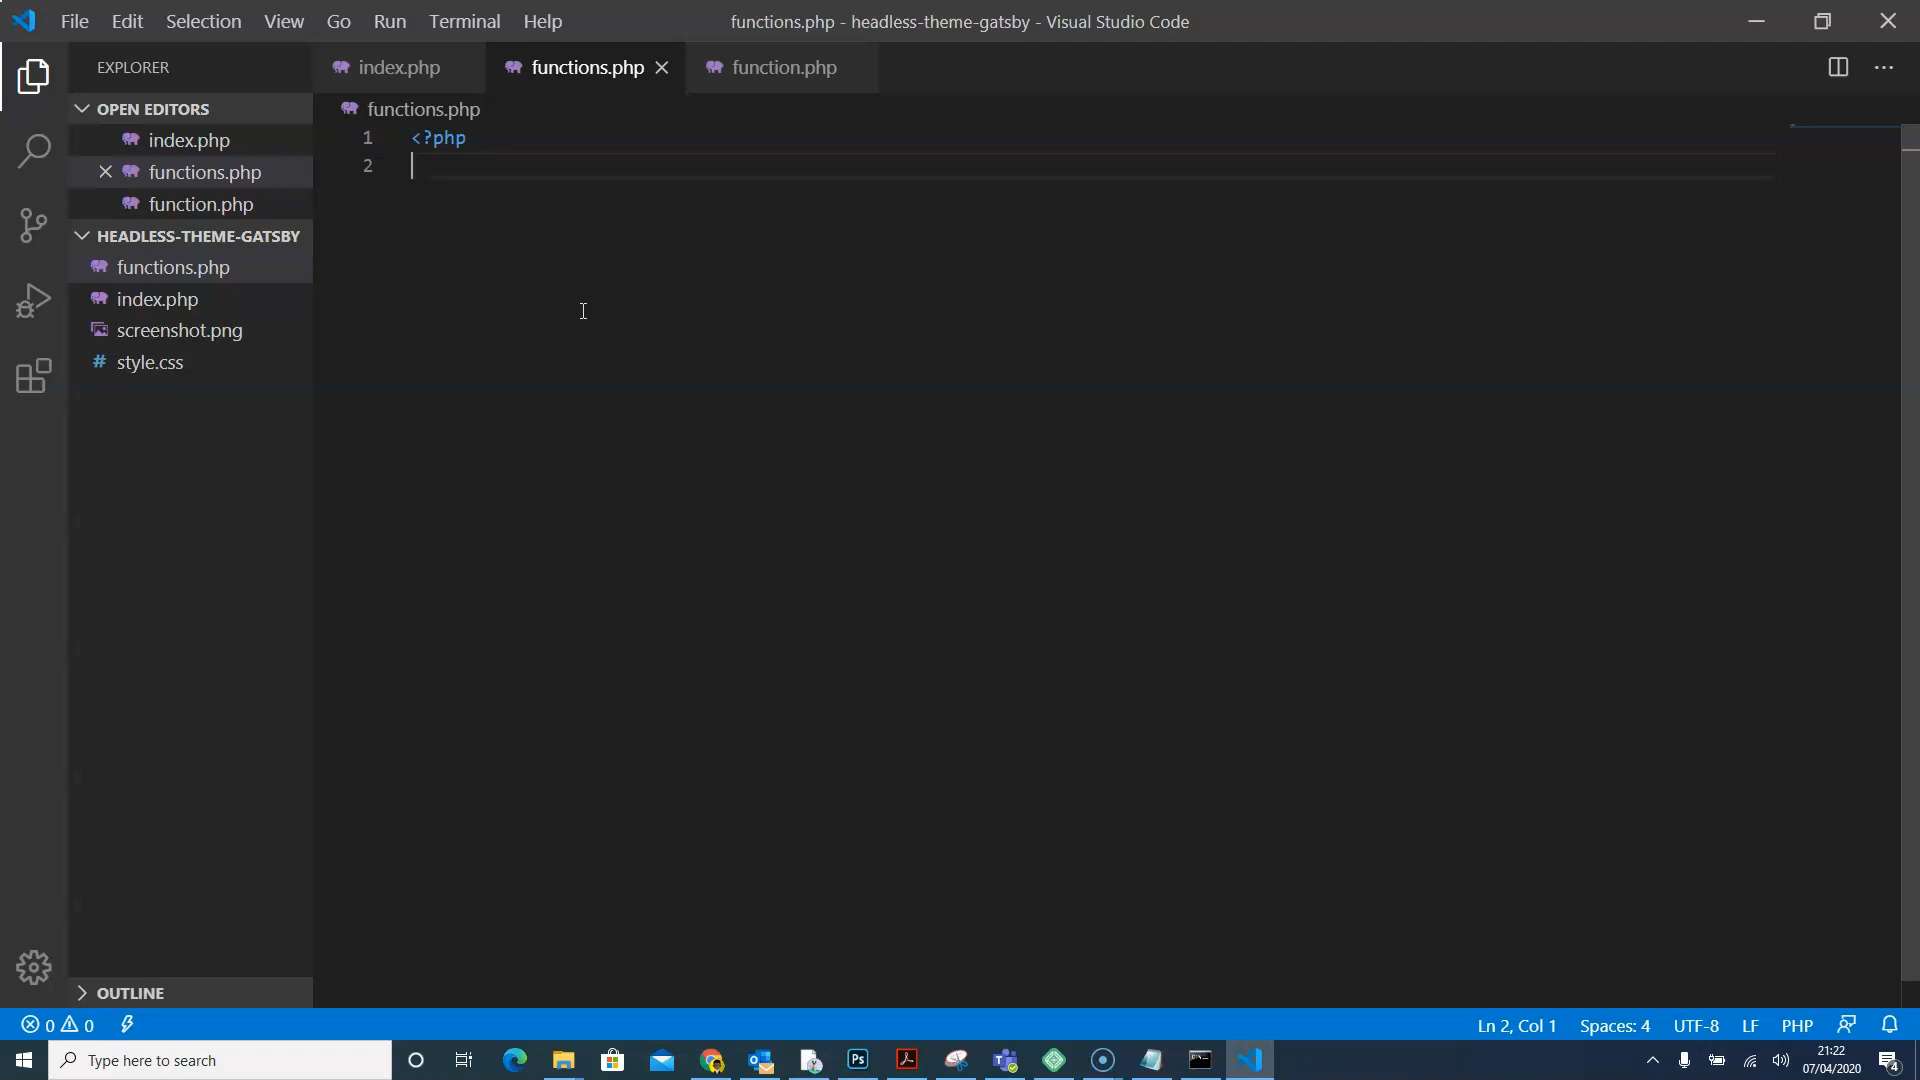 File Edit Selection View Go Run Terminal Help
functions.php - headless-theme-gatsby - Visual Studio Code
EXPLORER
index.php
functions.php
function.php
OPEN EDITORS
index.php
functions.php
function.php
HEADLESS-THEME-GATSBY
functions.php
index.php
screenshot.png
style.css
OUTLINE
functions.php
1 <?php
2
0 0
Ln 2, Col 1 Spaces: 4 UTF-8 LF PHP
Type here to search
Ps
21:22
07/04/2020
4